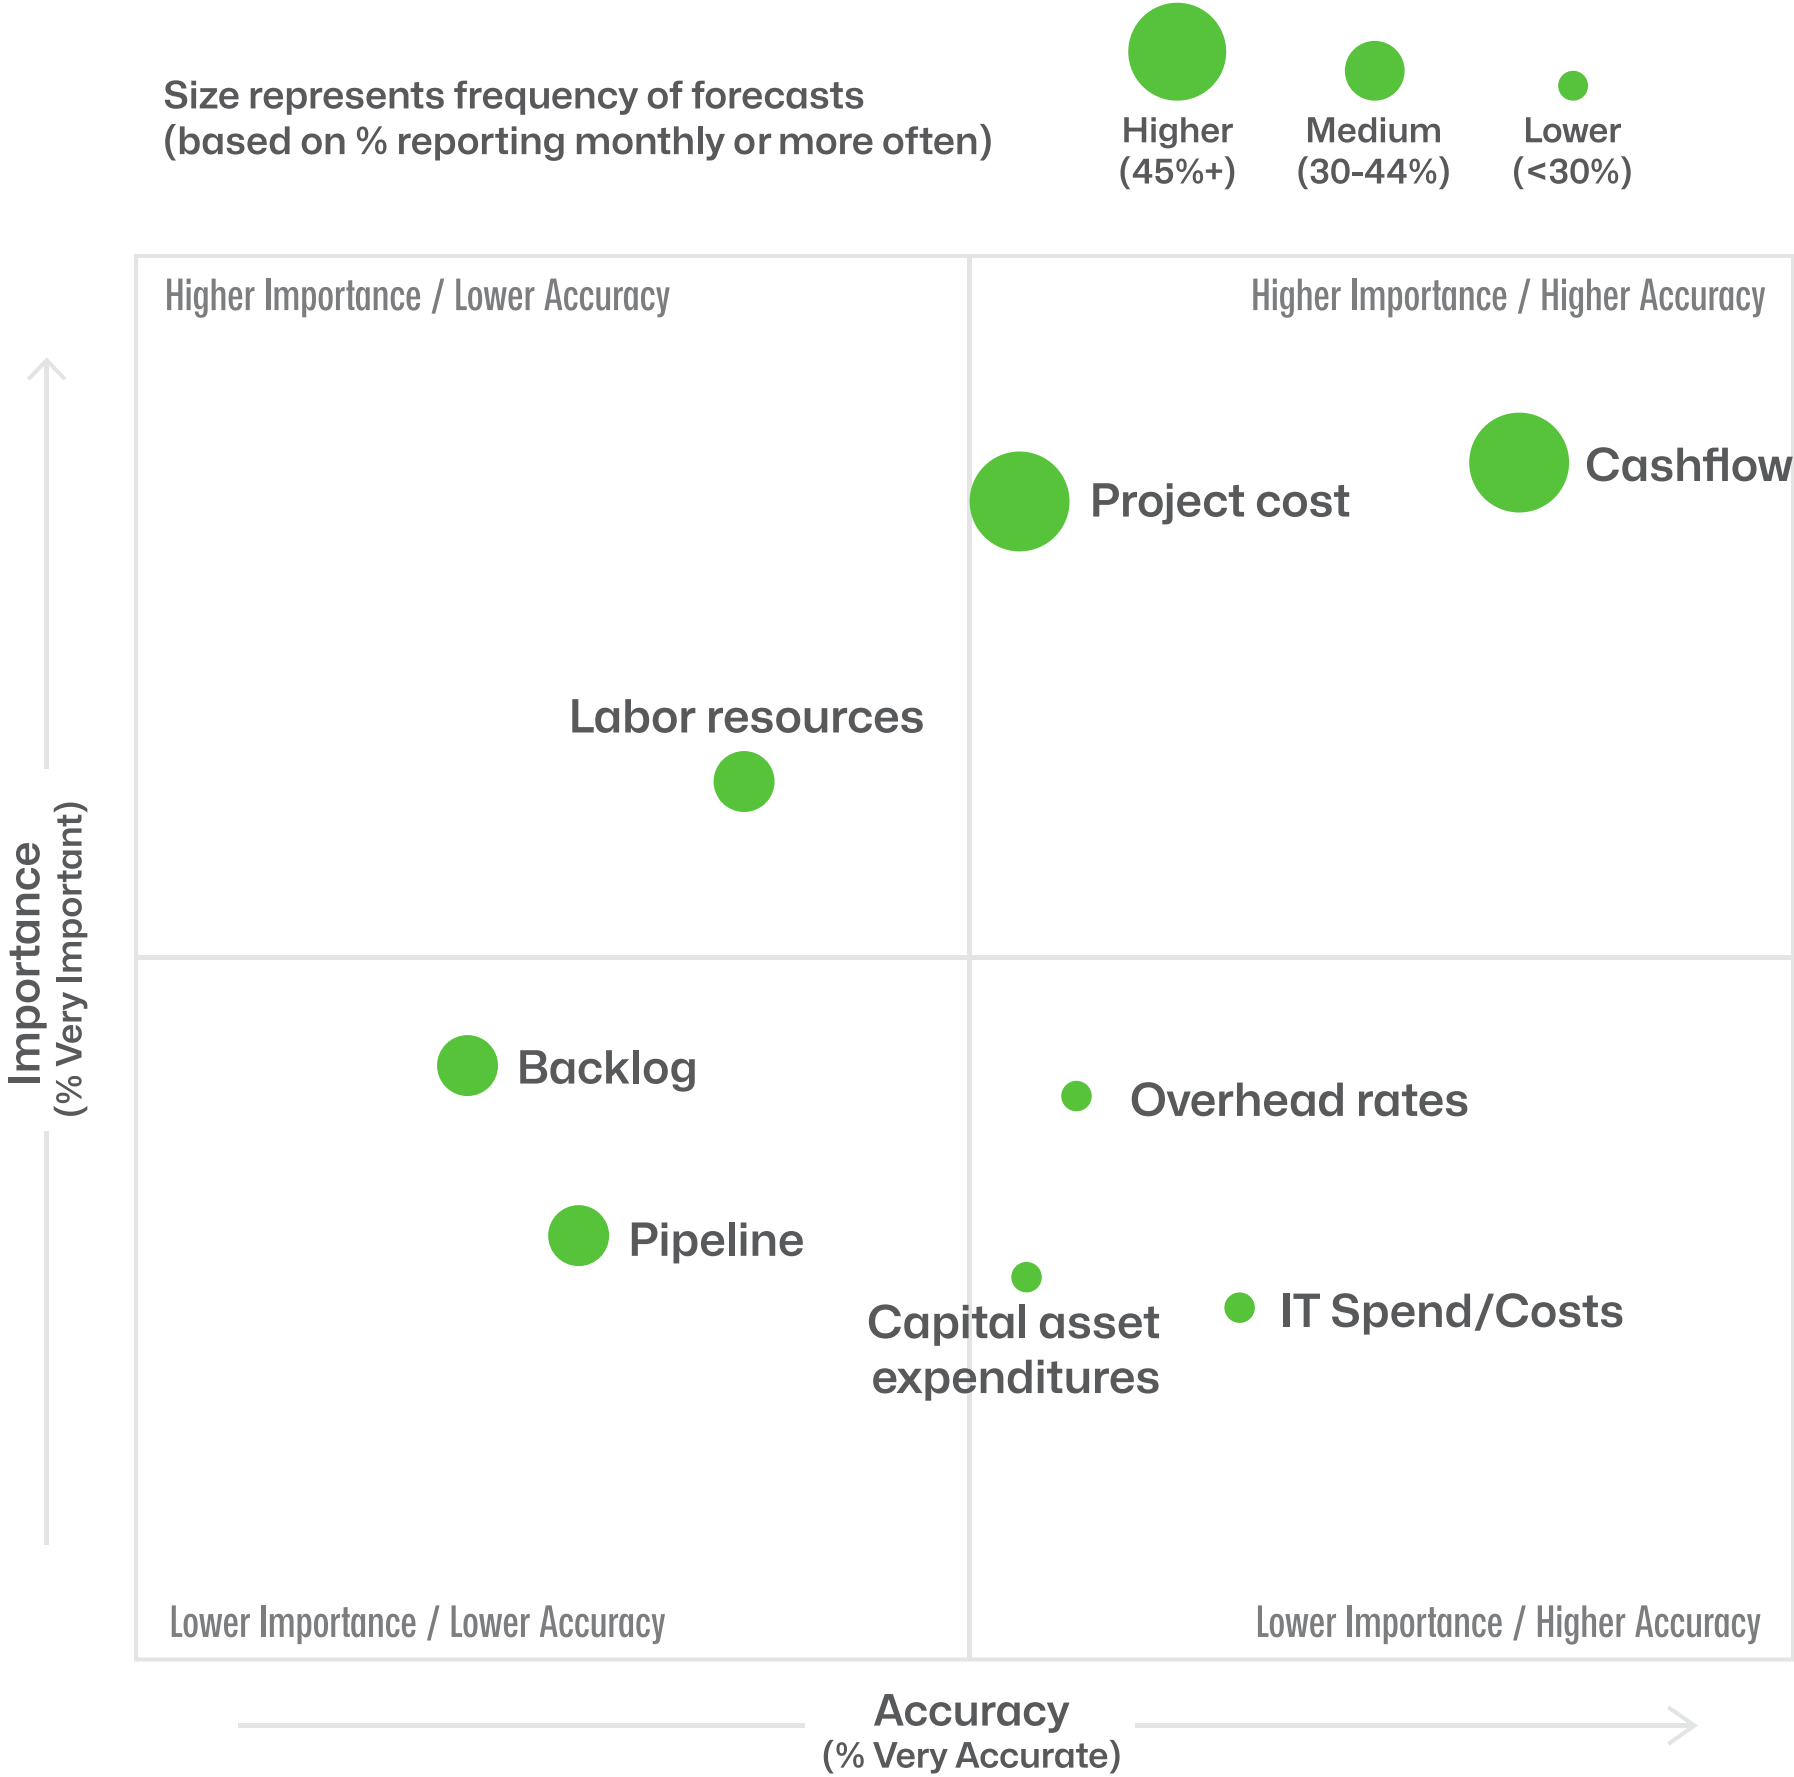 Size represents frequency of forecasts
(based on % reporting monthly or more often)
Higher
(45%+)
Medium
(30-44%)
Lower
(<30%)
Higher Importance / Lower Accuracy
Higher Importance / Higher Accuracy
Cashflow
Project cost
Labor resources
Importance
(% Very Important)
Backlog
Overhead rates
Pipeline
Capital asset
expenditures
IT Spend/Costs
Lower Importance / Lower Accuracy
Lower Importance / Higher Accuracy
Accuracy
(% Very Accurate)